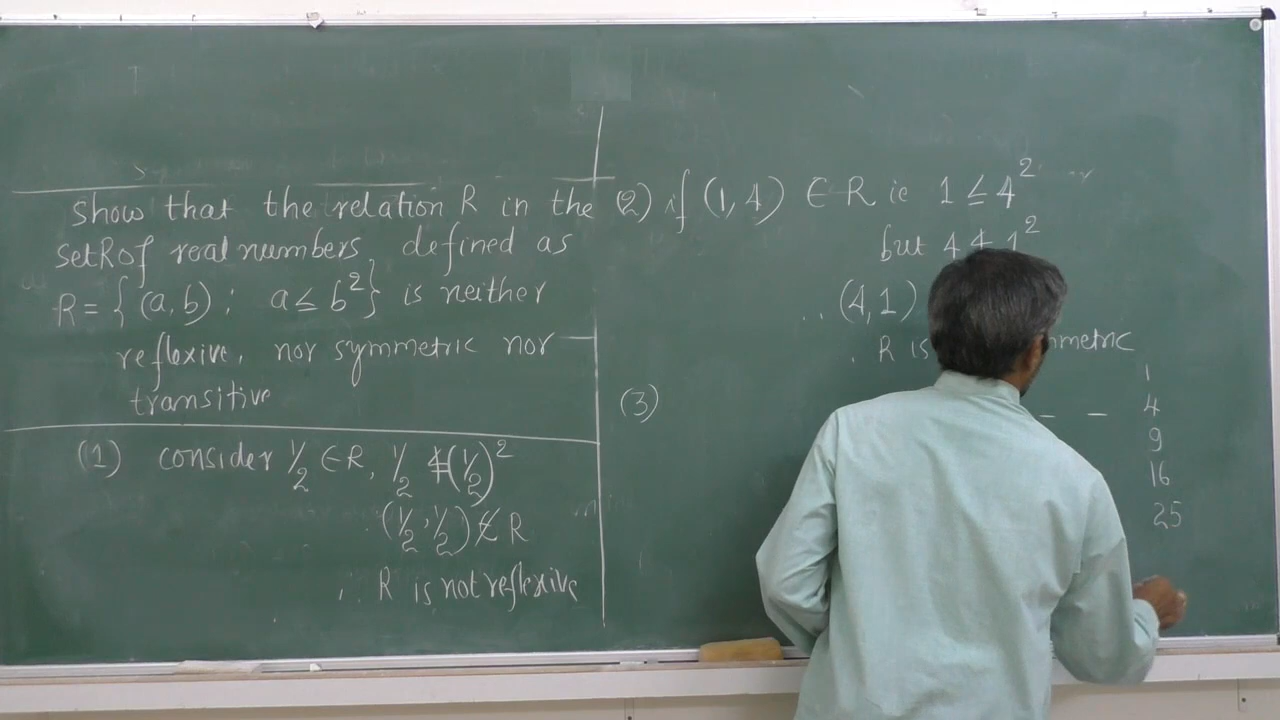 Show that the relation R in the
set R of real numbers, defined as
R = { (a, b) ; a ≤ b² } is neither
reflexive, nor symmetric nor
transitive
(1) consider 1/2 ∈ R, 1/2 ≰ (1/2)²
(1/2, 1/2) ∉ R
∴ R is not reflexive
(2) if (1, 4) ∈ R ie 1 ≤ 4²
but 4 ≰ 1²
∴ (4, 1)
∴ R is
(3)
1
4
9
16
25